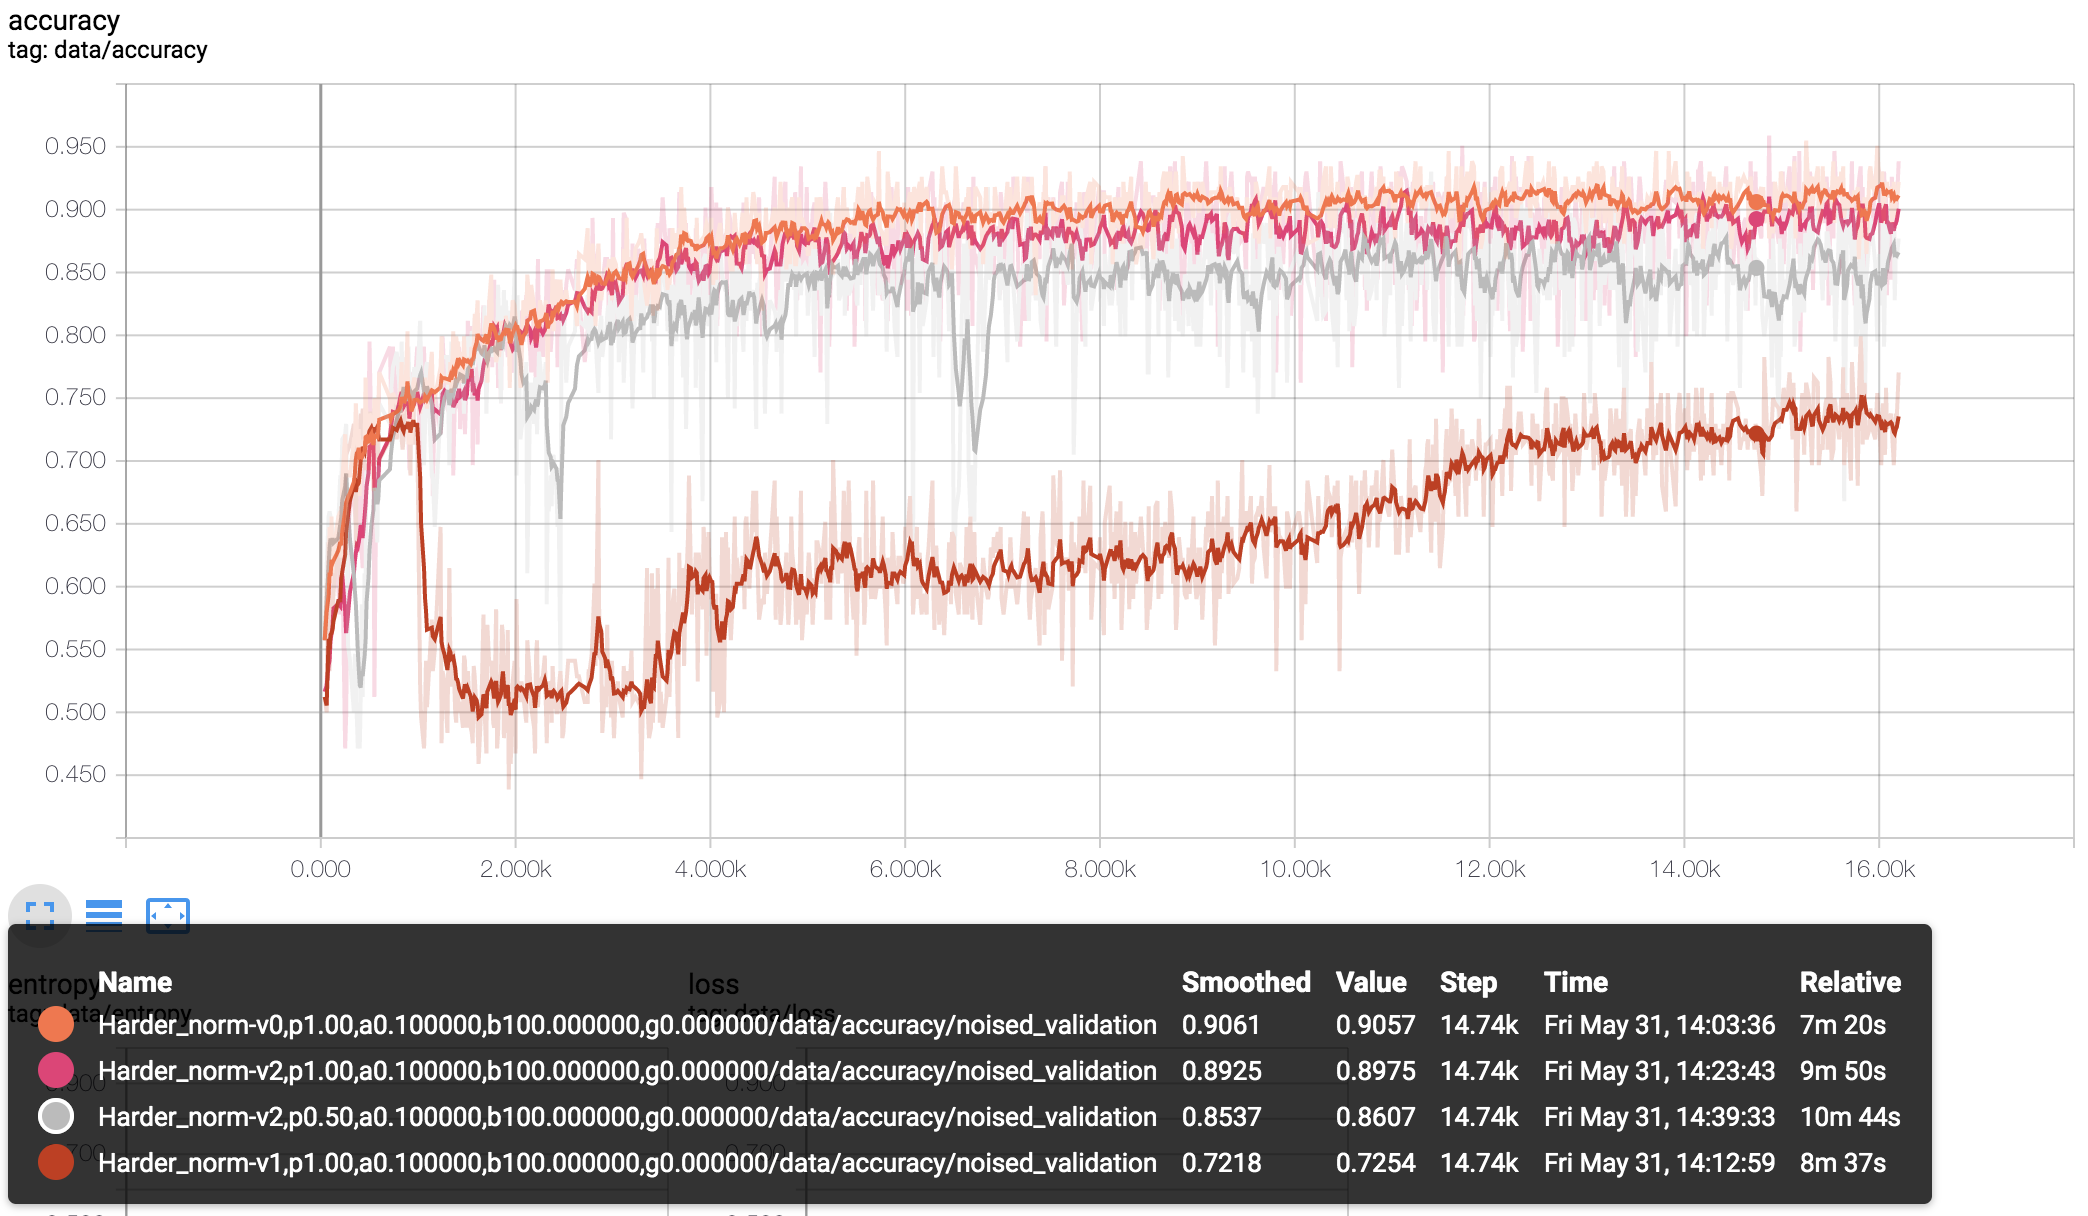 accuracy
tag: data/accuracy
0.950
0.900
0.850
0.800
0.750
0.700
0.650
0.600
0.550
0.500
0.450
0.000 2.000k 4.000k 6.000k 8.000k 10.00k 12.00k 14.00k 16.00k
entropy loss
tag: data/entropy tag: data/loss
Name Smoothed Value Step Time Relative
Harder_norm-v0,p1.00,a0.100000,b100.000000,g0.000000/data/accuracy/noised_validation 0.9061 0.9057 14.74k Fri May 31, 14:03:36 7m 20s
Harder_norm-v2,p1.00,a0.100000,b100.000000,g0.000000/data/accuracy/noised_validation 0.8925 0.8975 14.74k Fri May 31, 14:23:43 9m 50s
0.900 0.900
Harder_norm-v2,p0.50,a0.100000,b100.000000,g0.000000/data/accuracy/noised_validation 0.8537 0.8607 14.74k Fri May 31, 14:39:33 10m 44s
Harder_norm-v1,p1.00,a0.100000,b100.000000,g0.000000/data/accuracy/noised_validation 0.7218 0.7254 14.74k Fri May 31, 14:12:59 8m 37s
0.700 0.700